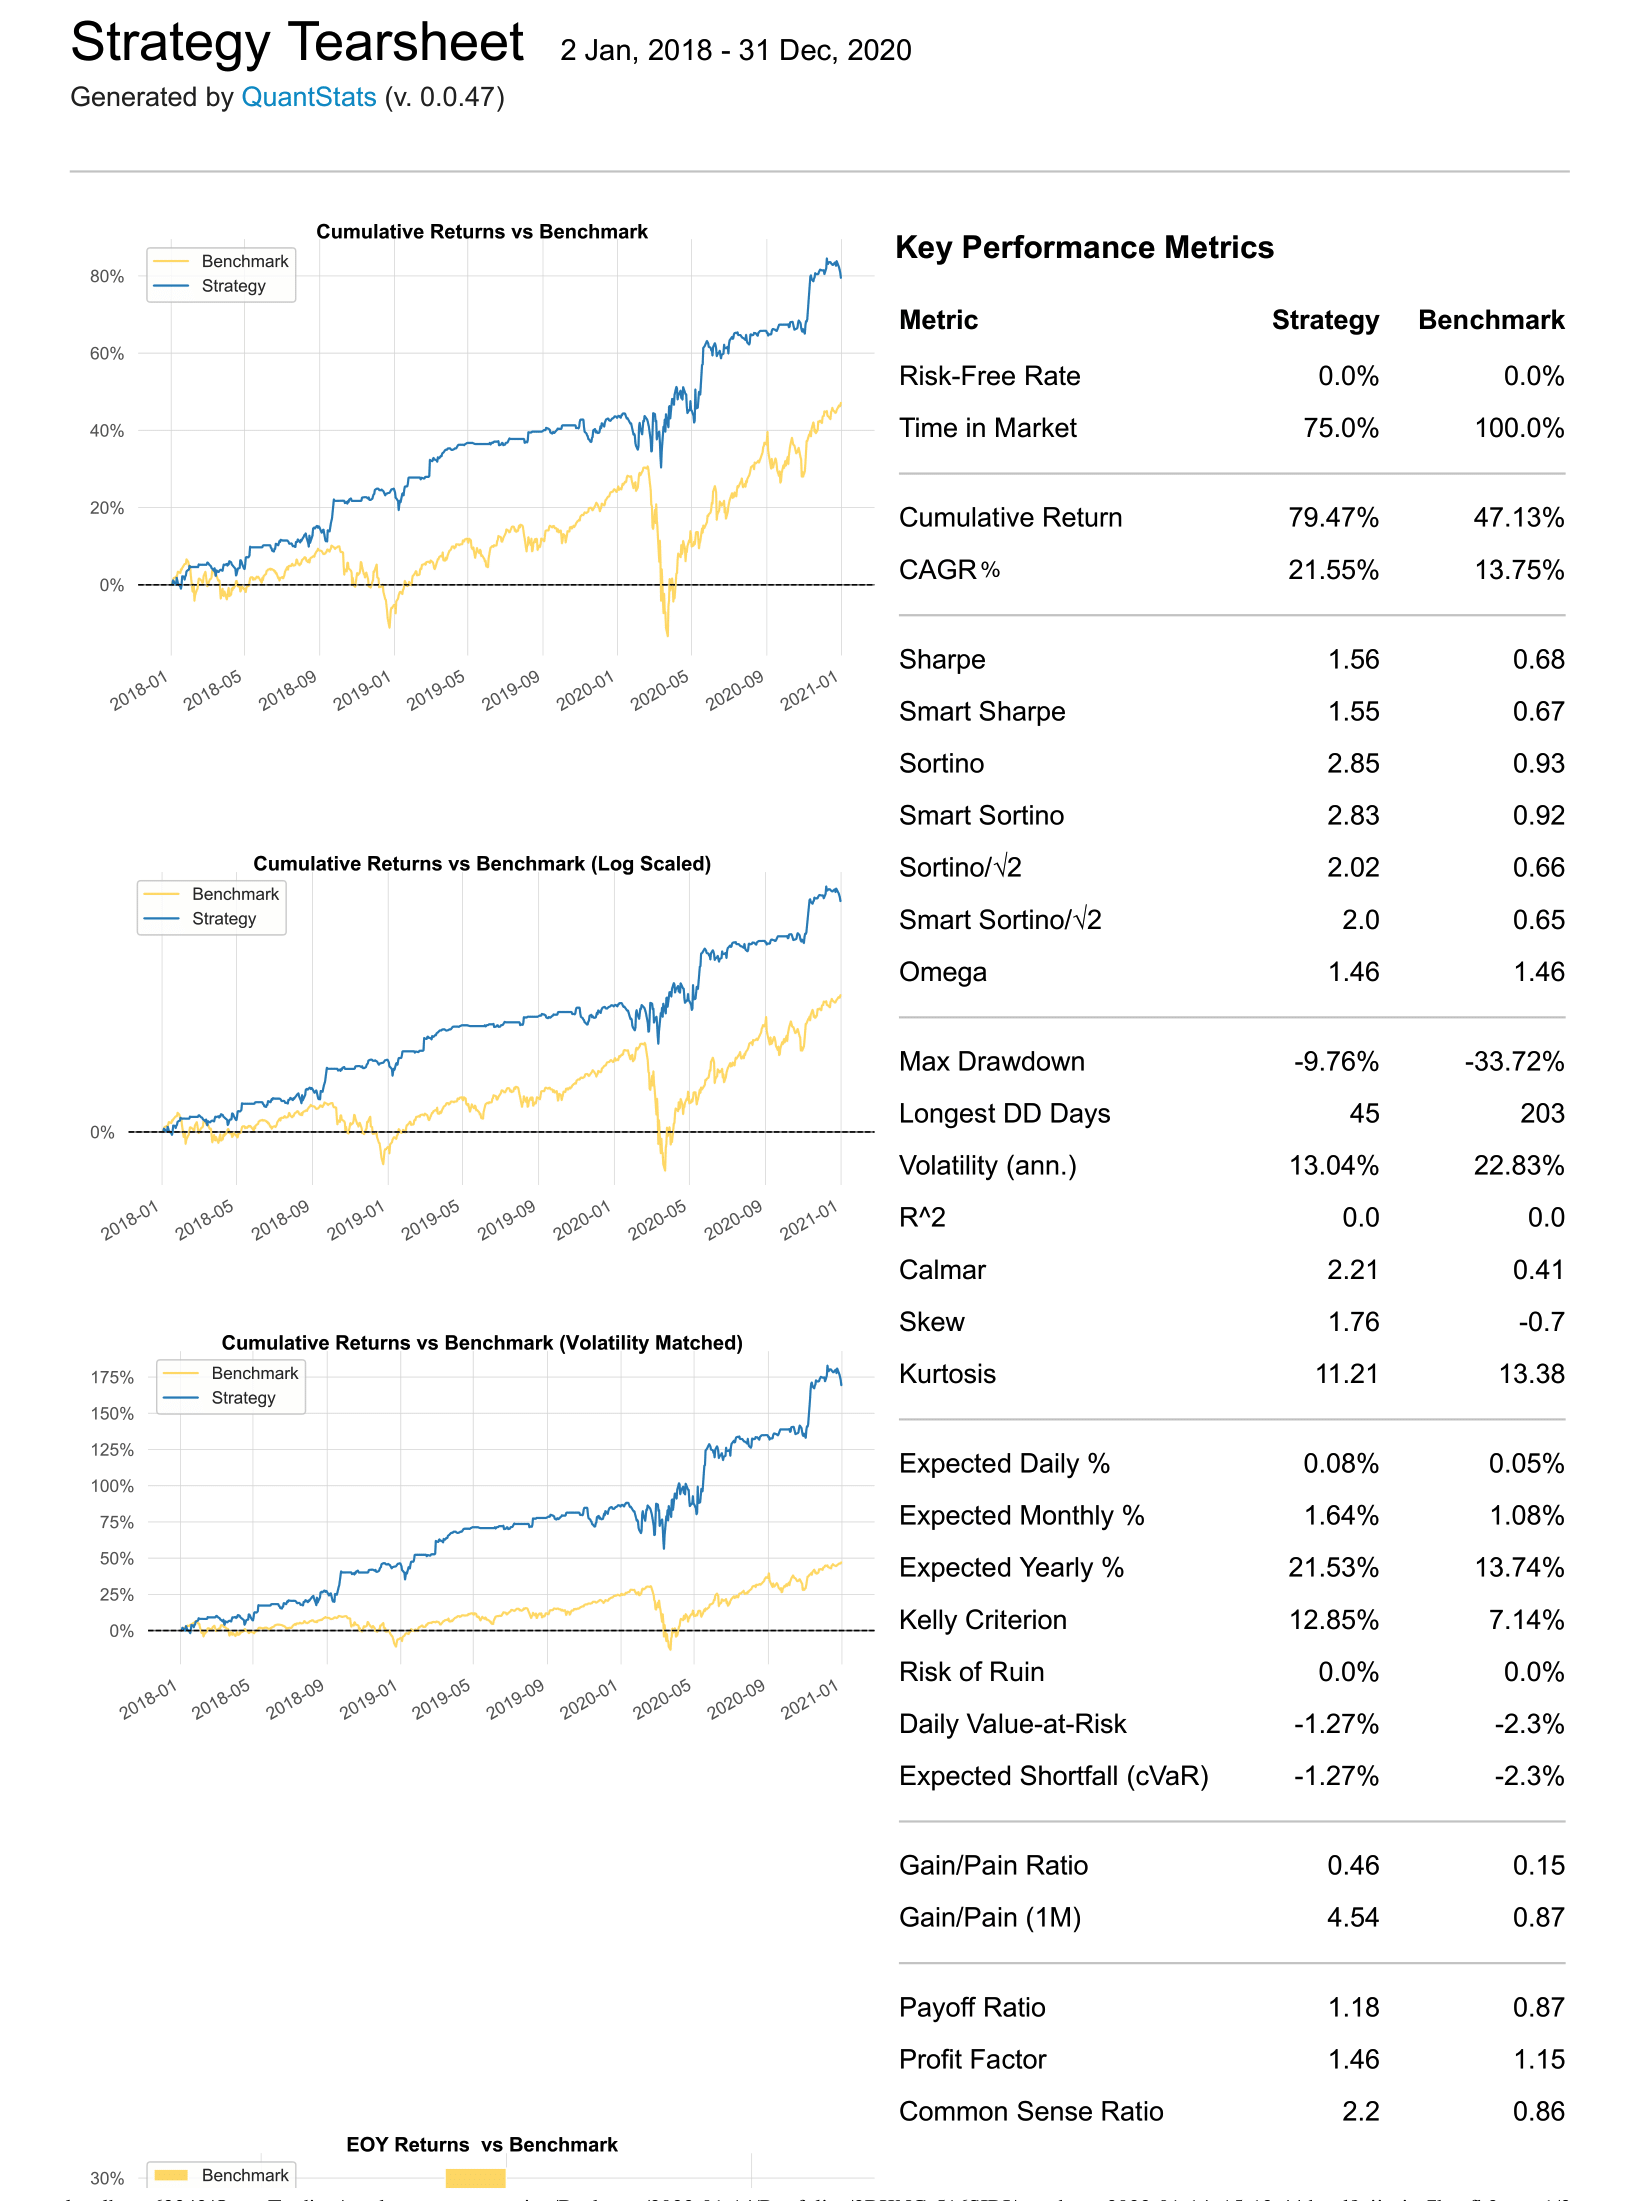 Strategy Tearsheet 2 Jan, 2018 - 31 Dec, 2020
Generated by QuantStats (v. 0.0.47)
Cumulative Returns vs Benchmark
Benchmark
Strategy
80%
60%
40%
20%
0%
2018-01 2018-05 2018-09 2019-01 2019-05 2019-09 2020-01 2020-05 2020-09 2021-01
Cumulative Returns vs Benchmark (Log Scaled)
Benchmark
Strategy
0%
2018-01 2018-05 2018-09 2019-01 2019-05 2019-09 2020-01 2020-05 2020-09 2021-01
Cumulative Returns vs Benchmark (Volatility Matched)
Benchmark
Strategy
175%
150%
125%
100%
75%
50%
25%
0%
2018-01 2018-05 2018-09 2019-01 2019-05 2019-09 2020-01 2020-05 2020-09 2021-01
EOY Returns vs Benchmark
Benchmark
30%
Key Performance Metrics
Metric Strategy Benchmark
Risk-Free Rate 0.0% 0.0%
Time in Market 75.0% 100.0%
Cumulative Return 79.47% 47.13%
CAGR% 21.55% 13.75%
Sharpe 1.56 0.68
Smart Sharpe 1.55 0.67
Sortino 2.85 0.93
Smart Sortino 2.83 0.92
Sortino/√2 2.02 0.66
Smart Sortino/√2 2.0 0.65
Omega 1.46 1.46
Max Drawdown -9.76% -33.72%
Longest DD Days 45 203
Volatility (ann.) 13.04% 22.83%
R^2 0.0 0.0
Calmar 2.21 0.41
Skew 1.76 -0.7
Kurtosis 11.21 13.38
Expected Daily % 0.08% 0.05%
Expected Monthly % 1.64% 1.08%
Expected Yearly % 21.53% 13.74%
Kelly Criterion 12.85% 7.14%
Risk of Ruin 0.0% 0.0%
Daily Value-at-Risk -1.27% -2.3%
Expected Shortfall (cVaR) -1.27% -2.3%
Gain/Pain Ratio 0.46 0.15
Gain/Pain (1M) 4.54 0.87
Payoff Ratio 1.18 0.87
Profit Factor 1.46 1.15
Common Sense Ratio 2.2 0.86